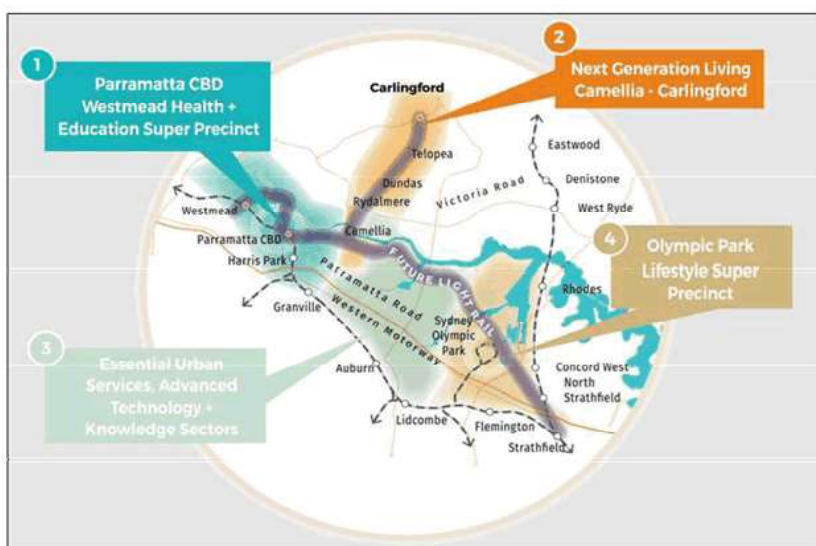 1
Parramatta CBD
Westmead Health +
Education Super Precinct
2
Next Generation Living
Camellia - Carlingford
Carlingford
Telopea
Dundas
Rydalmere
Victoria Road
Eastwood
Denistone
West Ryde
Westmead
Parramatta CBD
Camellia
Harris Park
Granville
Parramatta Road
Western Motorway
FUTURE LIGHT RAIL
4
Olympic Park
Lifestyle Super
Precinct
Rhodes
Sydney
Olympic
Park
3
Essential Urban
Services, Advanced
Technology +
Knowledge Sectors
Auburn
Concord West
North
Strathfield
Lidcombe
Flemington
Strathfield